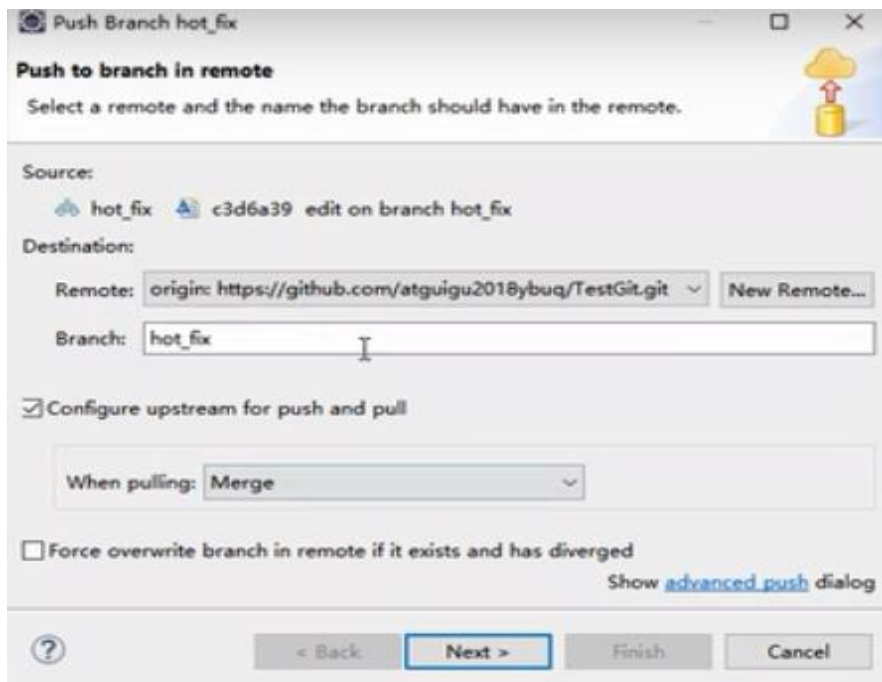 Push Branch hot_fix
Push to branch in remote
Select a remote and the name the branch should have in the remote.
Source:
hot_fix c3d6a39 edit on branch hot_fix
Destination:
Remote: origin: https://github.com/atguigu2018ybuq/TestGit.git New Remote...
Branch: hot_fix
Configure upstream for push and pull
When pulling: Merge
Force overwrite branch in remote if it exists and has diverged
Show advanced push dialog
? < Back Next > Finish Cancel